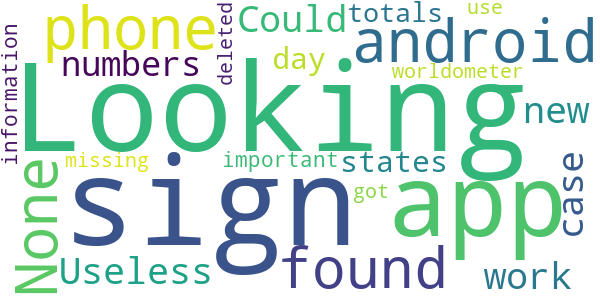 use
Could
totals
deleted
phone
android
information
numbers
day
worldometer
Looking
new
missing
important
states
case
None
sign
app
got
Useless
found
work